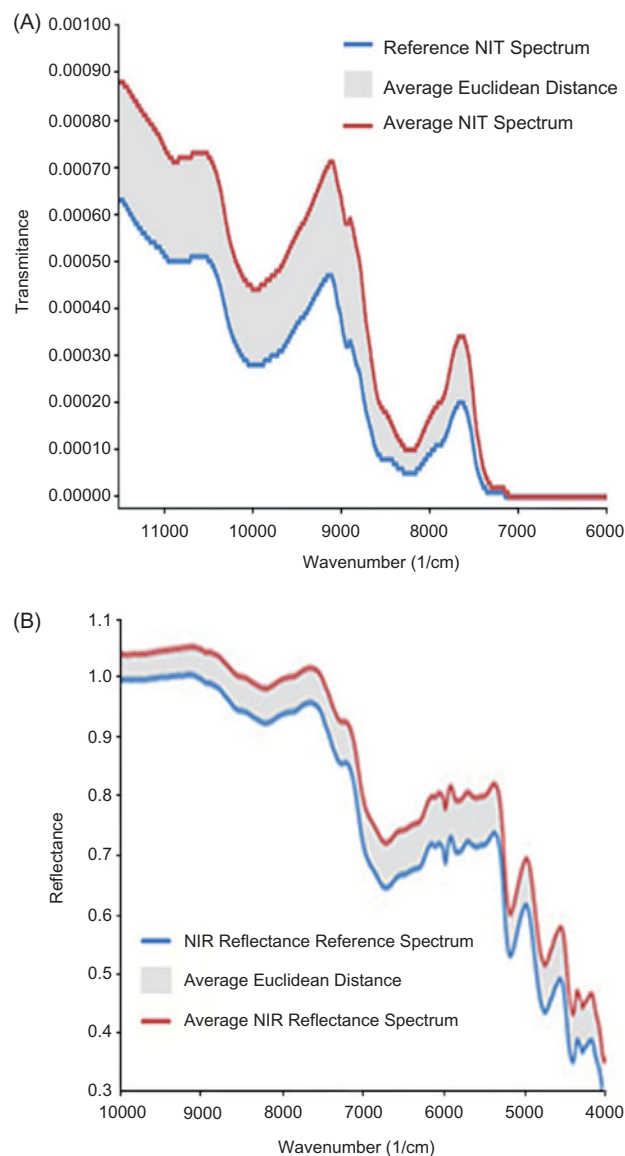 (A)
0.00100
0.00090
0.00080
0.00070
0.00060
0.00050
0.00040
0.00030
0.00020
0.00010
0.00000
Transmitance
Reference NIT Spectrum
Average Euclidean Distance
Average NIT Spectrum
11000 10000 9000 8000 7000 6000
Wavenumber (1/cm)
(B)
1.1
1.0
0.9
0.8
0.7
0.6
0.5
0.4
0.3
Reflectance
NIR Reflectance Reference Spectrum
Average Euclidean Distance
Average NIR Reflectance Spectrum
10000 9000 8000 7000 6000 5000 4000
Wavenumber (1/cm)